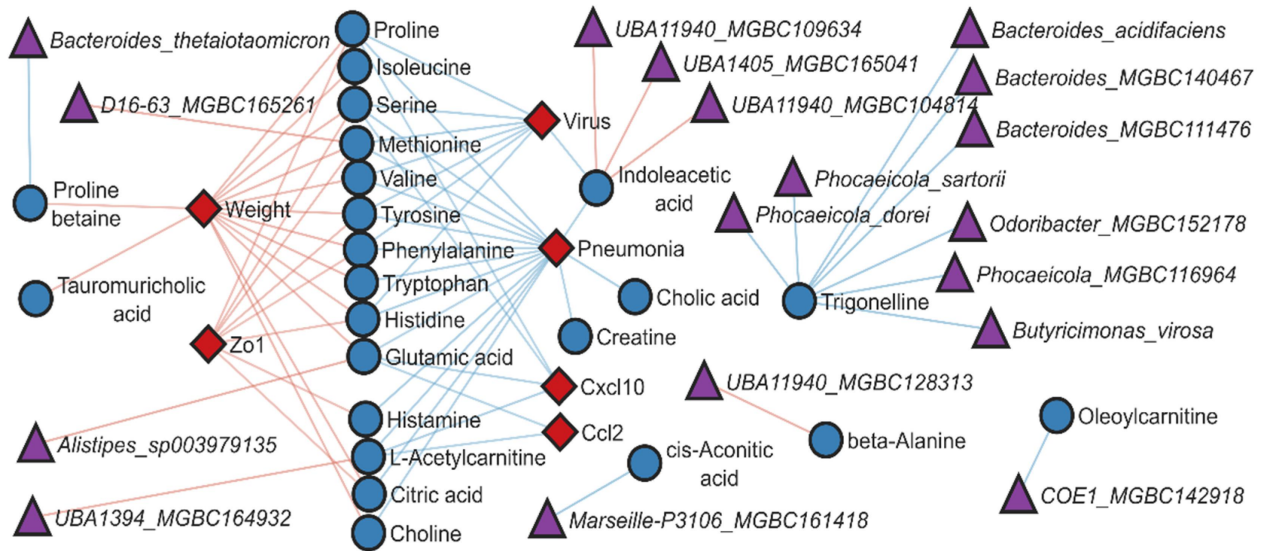 Bacteroides_thetaiotaomicron
D16-63_MGBC165261
Proline
betaine
Weight
Tauromuricholic
acid
Zo1
Alistipes_sp003979135
UBA1394_MGBC164932
Proline
Isoleucine
Serine
Methionine
Valine
Tyrosine
Phenylalanine
Tryptophan
Histidine
Glutamic acid
Histamine
L-Acetylcarnitine
Citric acid
Choline
UBA11940_MGBC109634
UBA1405_MGBC165041
UBA11940_MGBC104814
Virus
Indoleacetic
acid
Pneumonia
Cholic acid
Creatine
Cxcl10
Ccl2
cis-Aconitic
acid
Marseille-P3106_MGBC161418
UBA11940_MGBC128313
beta-Alanine
Bacteroides_acidifaciens
Bacteroides_MGBC140467
Bacteroides_MGBC111476
Phocaeicola_sartorii
Phocaeicola_dorei
Odoribacter_MGBC152178
Phocaeicola_MGBC116964
Trigonelline
Butyricimonas_virosa
Oleoylcarnitine
COE1_MGBC142918